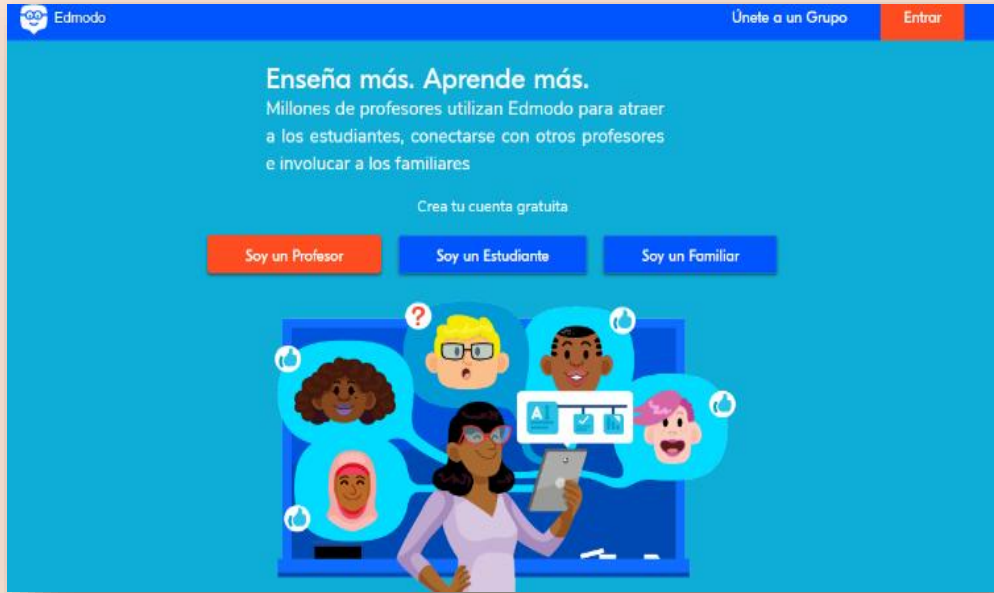 Edmodo
Únete a un Grupo
Entrar
Enseña más. Aprende más.
Millones de profesores utilizan Edmodo para atraer
a los estudiantes, conectarse con otros profesores
e involucar a los familiares
Crea tu cuenta gratuita
Soy un Profesor
Soy un Estudiante
Soy un Familiar
?
A